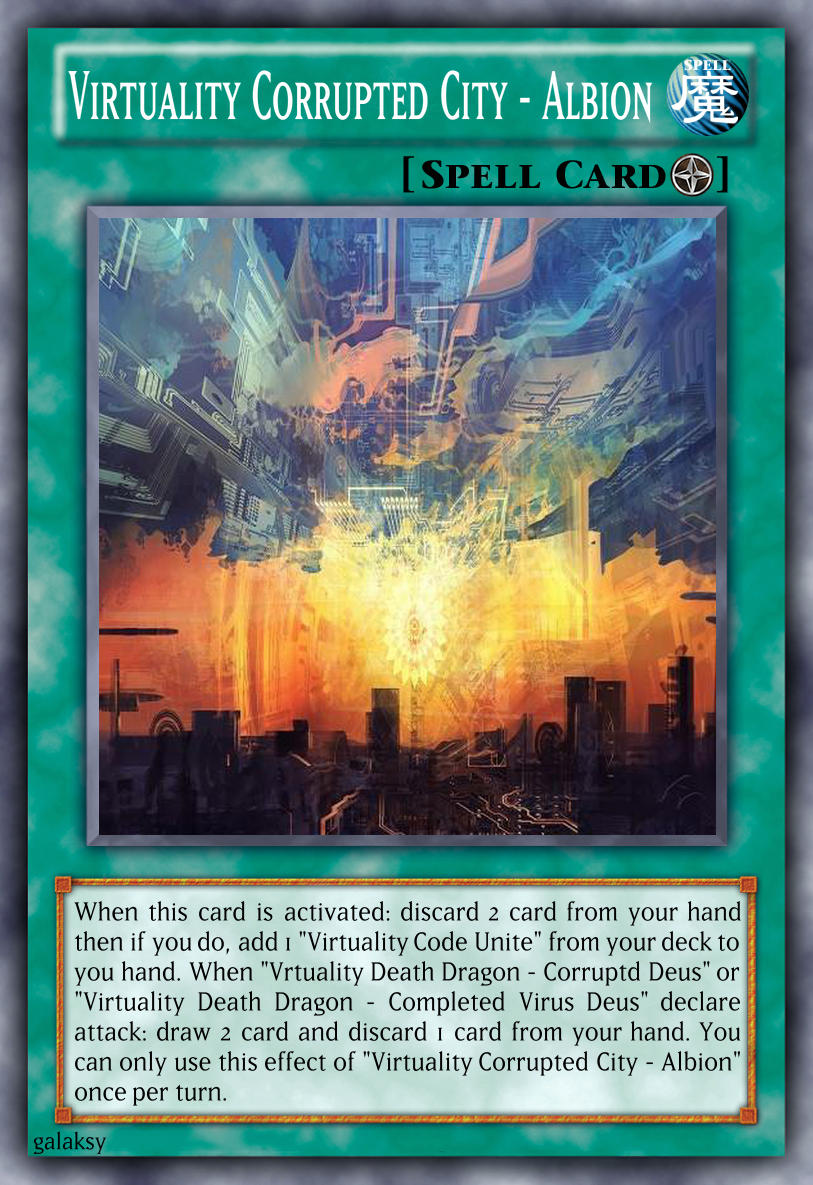 Virtuality Corrupted City - Albion
SPELL
魔
[Spell Card]
When this card is activated: discard 2 card from your hand
then if you do, add 1 "Virtuality Code Unite" from your deck to
you hand. When "Vrtuality Death Dragon - Corruptd Deus" or
"Virtuality Death Dragon - Completed Virus Deus" declare
attack: draw 2 card and discard 1 card from your hand. You
can only use this effect of "Virtuality Corrupted City - Albion"
once per turn.
galaksy